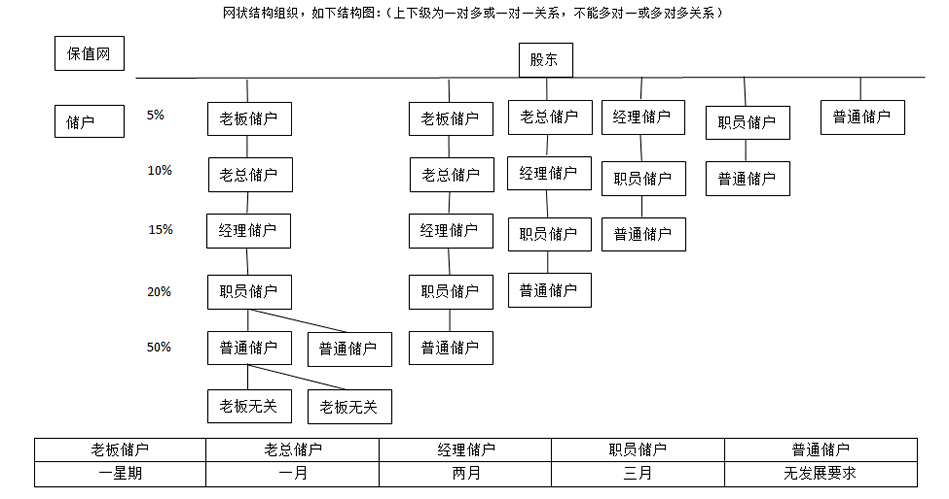 网状结构组织，如下结构图：（上下级为一对多或一对一关系，不能多对一或多对多关系）
保值网
股东
储户
5%
老板储户
老板储户
老总储户
经理储户
职员储户
普通储户
10%
老总储户
老总储户
经理储户
职员储户
普通储户
15%
经理储户
经理储户
职员储户
普通储户
20%
职员储户
职员储户
普通储户
50%
普通储户
普通储户
普通储户
老板无关
老板无关
老板储户 老总储户 经理储户 职员储户 普通储户
一星期 一月 两月 三月 无发展要求